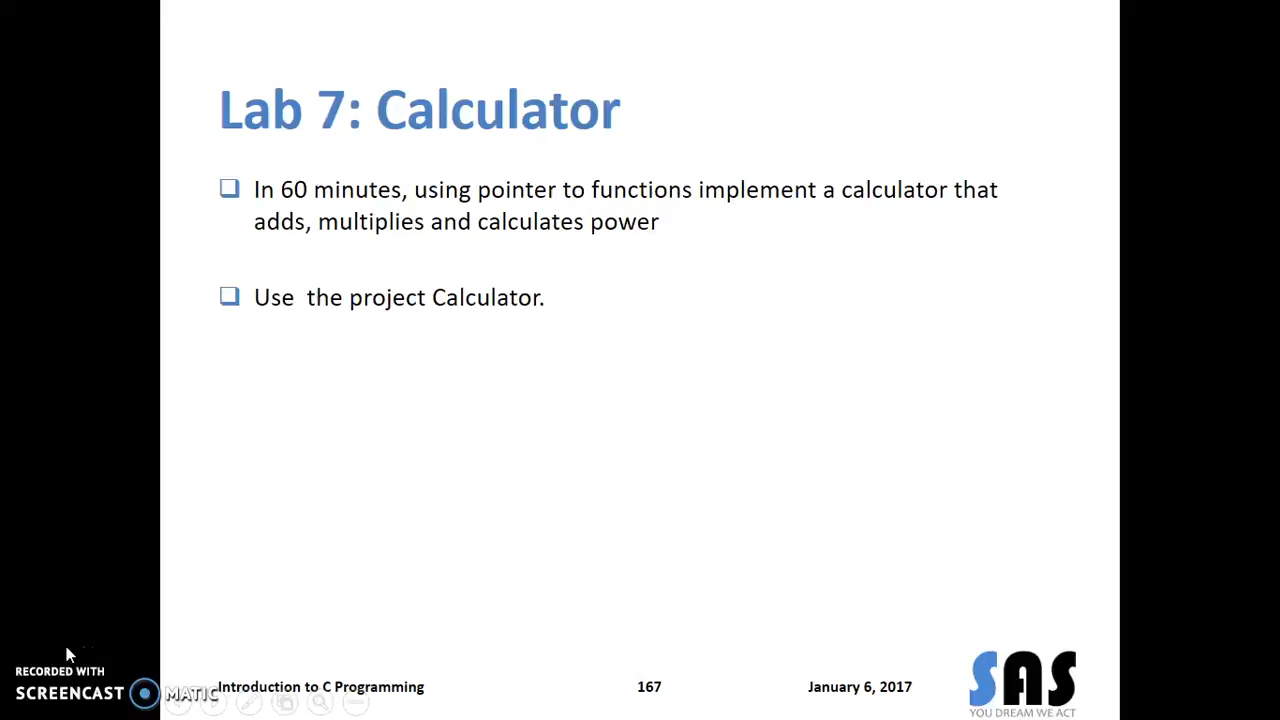 Lab 7: Calculator
In 60 minutes, using pointer to functions implement a calculator that
adds, multiplies and calculates power
Use  the project Calculator.
RECORDED WITH
SCREENCAST MATIC
Introduction to C Programming
167
January 6, 2017
SAS
YOU DREAM WE ACT